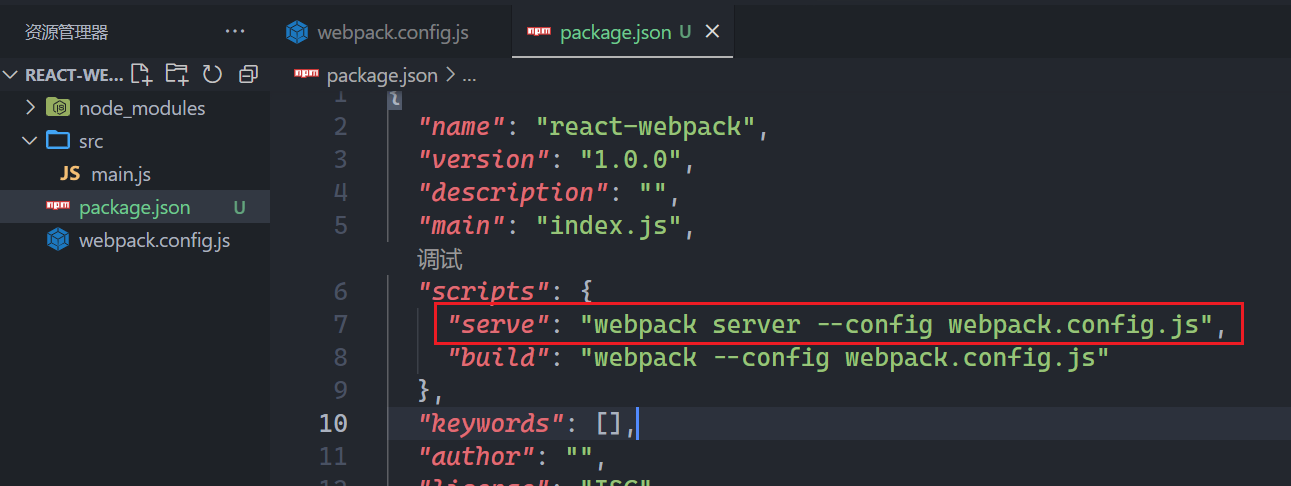 资源管理器 ···
webpack.config.js
package.json U
REACT-WE...
package.json > ...
node_modules
src
JS main.js
package.json U
webpack.config.js
1 {
2 "name": "react-webpack",
3 "version": "1.0.0",
4 "description": "",
5 "main": "index.js",
调试
6 "scripts": {
7 "serve": "webpack server --config webpack.config.js",
8 "build": "webpack --config webpack.config.js"
9 },
10 "keywords": [],
11 "author": "",
12 "license": "ISC"